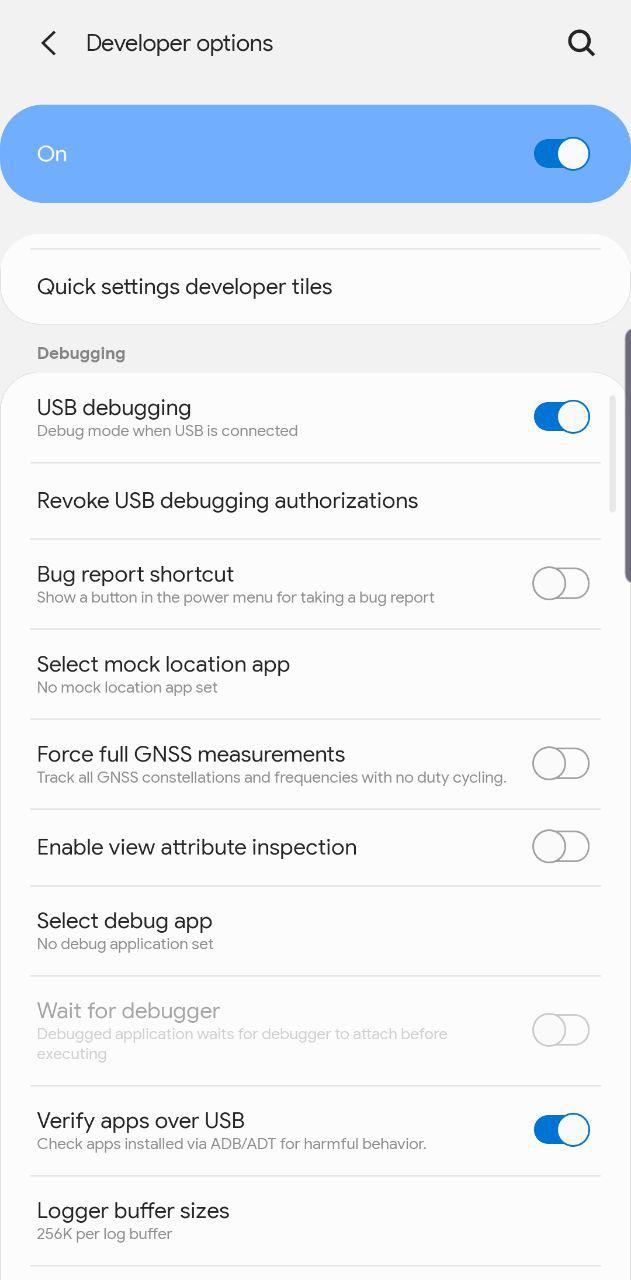 Developer options
On
Quick settings developer tiles
Debugging
USB debugging
Debug mode when USB is connected
Revoke USB debugging authorizations
Bug report shortcut
Show a button in the power menu for taking a bug report
Select mock location app
No mock location app set
Force full GNSS measurements
Track all GNSS constellations and frequencies with no duty cycling.
Enable view attribute inspection
Select debug app
No debug application set
Wait for debugger
Debugged application waits for debugger to attach before
executing
Verify apps over USB
Check apps installed via ADB/ADT for harmful behavior.
Logger buffer sizes
256K per log buffer